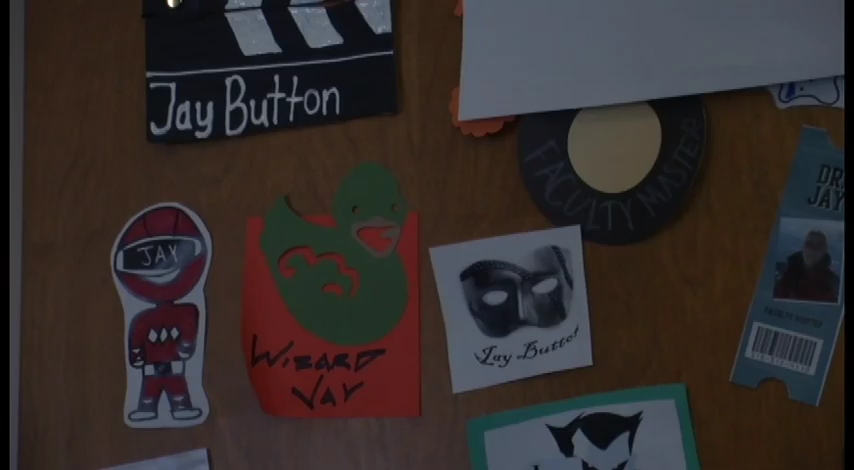 Jay Button
FACULTY MASTER
DR.
JAY
JAY
Jay Button
WIZARD
JAY